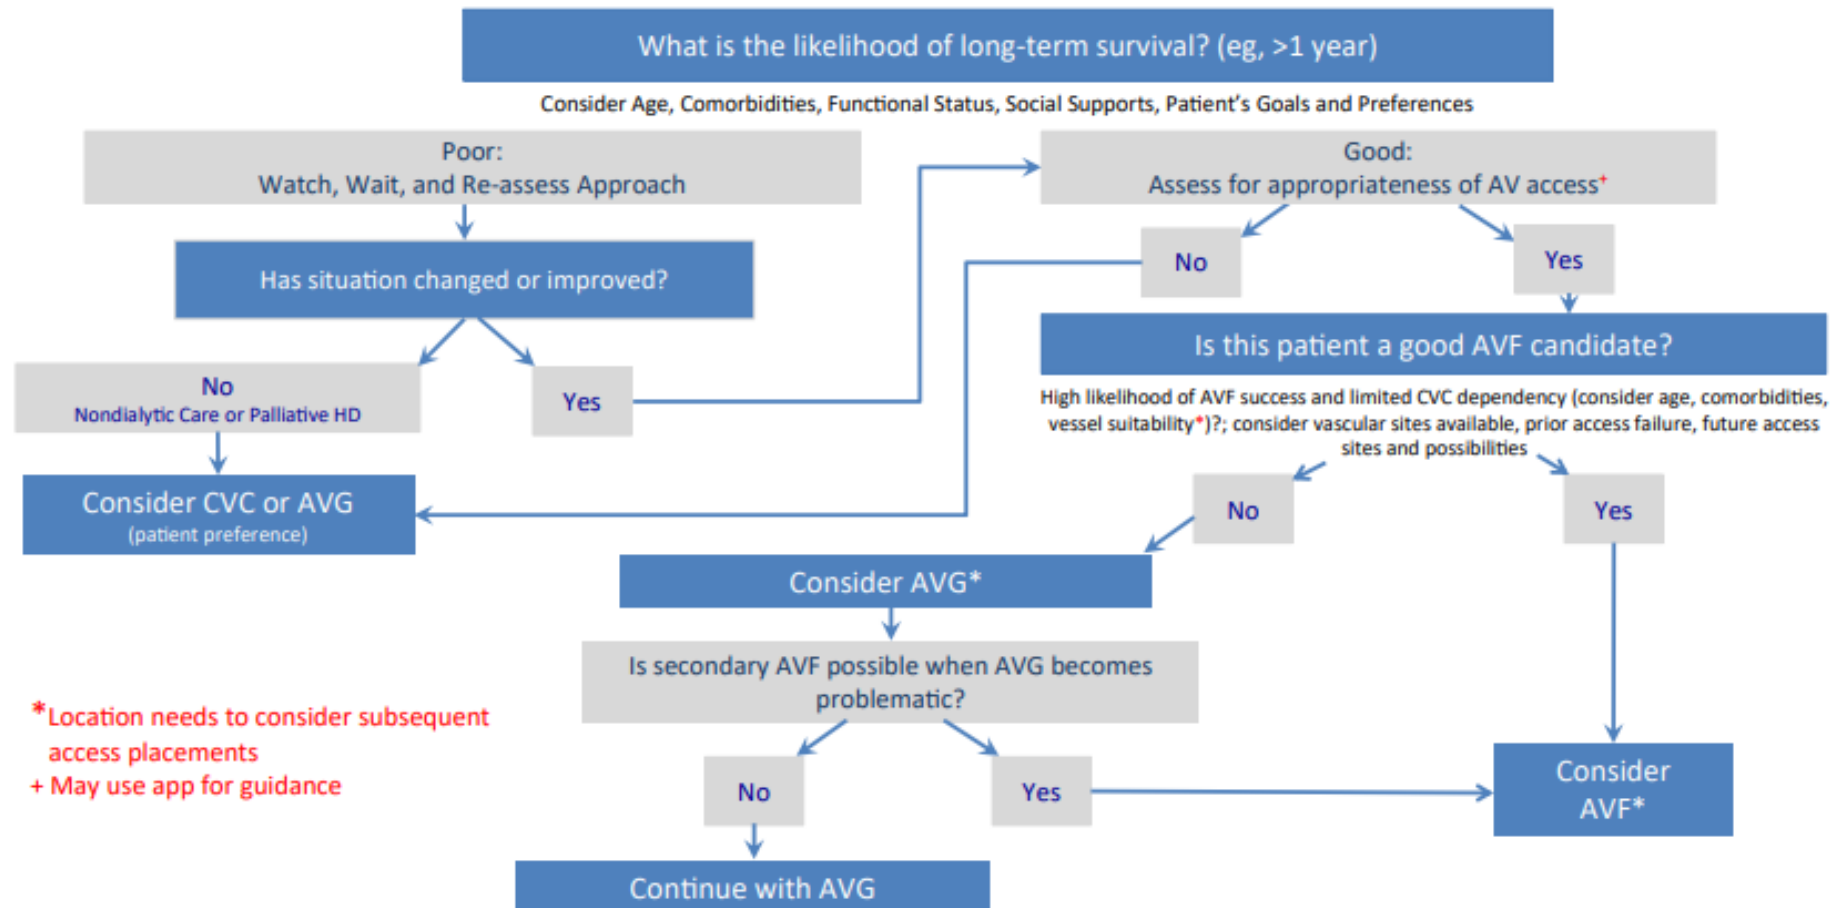 What is the likelihood of long-term survival? (eg, >1 year)
Consider Age, Comorbidities, Functional Status, Social Supports, Patient's Goals and Preferences
Poor:
Watch, Wait, and Re-assess Approach
Good:
Assess for appropriateness of AV access+
Has situation changed or improved?
No
Yes
No
Nondialytic Care or Palliative HD
Yes
Is this patient a good AVF candidate?
High likelihood of AVF success and limited CVC dependency (consider age, comorbidities,
vessel suitability*)?; consider vascular sites available, prior access failure, future access
sites and possibilities
Consider CVC or AVG
(patient preference)
No
Yes
Consider AVG*
Is secondary AVF possible when AVG becomes
problematic?
No
Yes
Consider
AVF*
Continue with AVG
*Location needs to consider subsequent
access placements
+ May use app for guidance